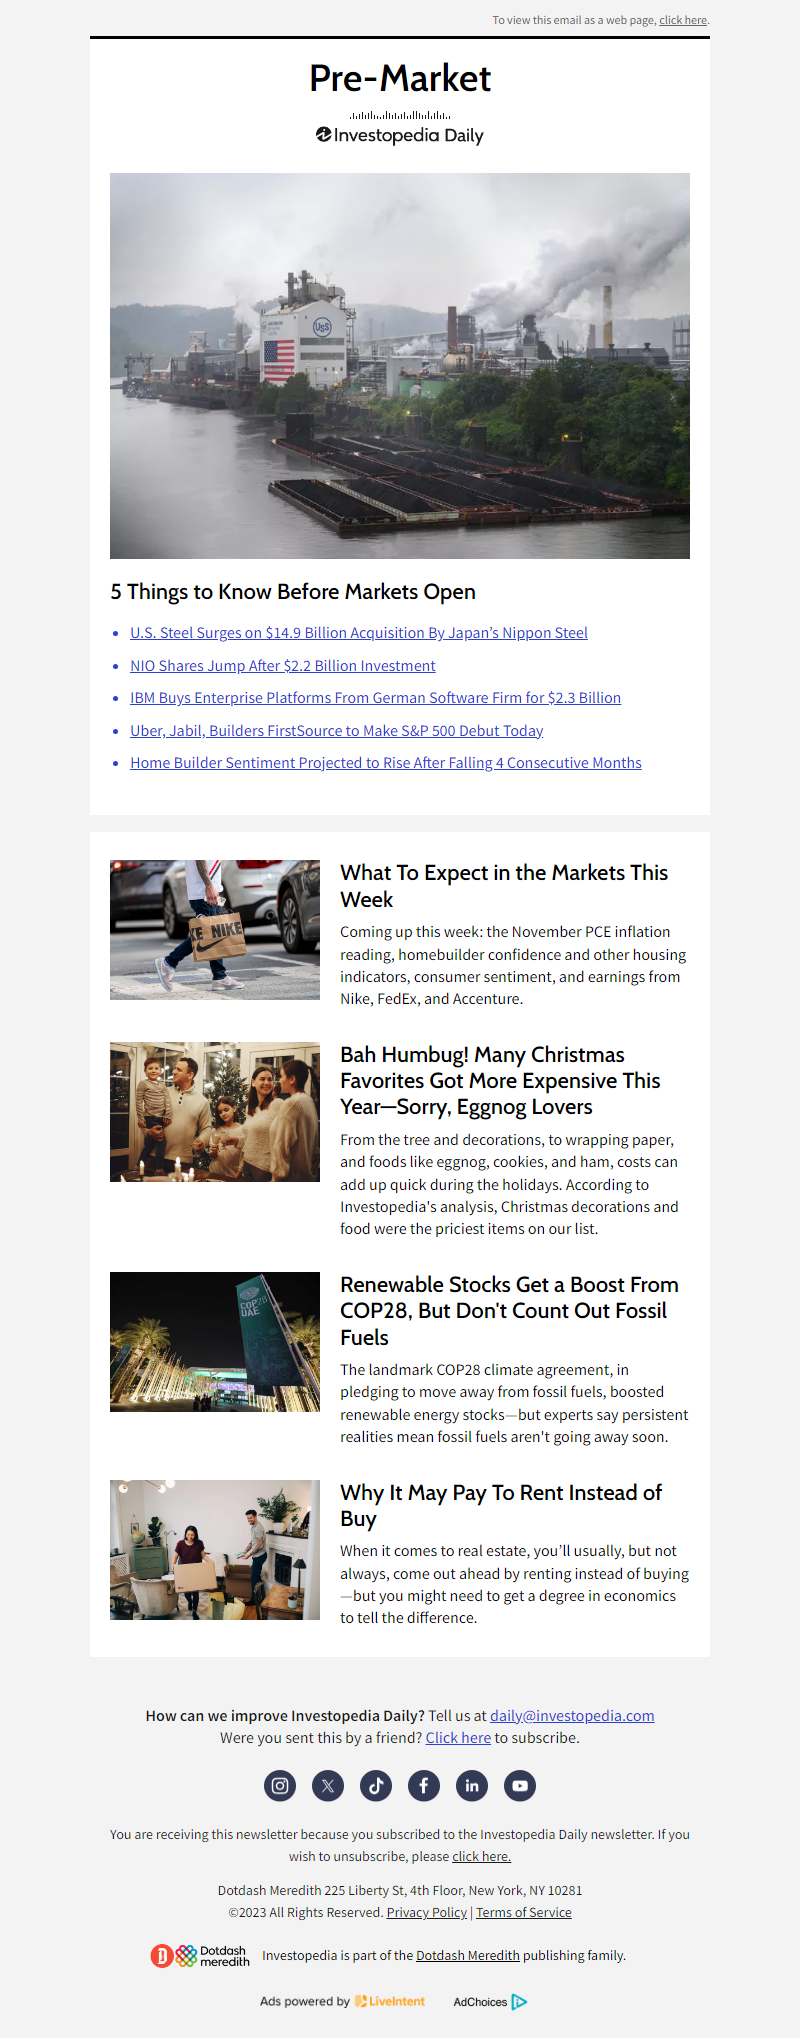 To view this email as a web page, click here.
Pre-Market
Investopedia Daily
USS
5 Things to Know Before Markets Open
U.S. Steel Surges on $14.9 Billion Acquisition By Japan’s Nippon Steel
NIO Shares Jump After $2.2 Billion Investment
IBM Buys Enterprise Platforms From German Software Firm for $2.3 Billion
Uber, Jabil, Builders FirstSource to Make S&P 500 Debut Today
Home Builder Sentiment Projected to Rise After Falling 4 Consecutive Months
KE NIKE
What To Expect in the Markets This
Week
Coming up this week: the November PCE inflation
reading, homebuilder confidence and other housing
indicators, consumer sentiment, and earnings from
Nike, FedEx, and Accenture.
Bah Humbug! Many Christmas
Favorites Got More Expensive This
Year—Sorry, Eggnog Lovers
From the tree and decorations, to wrapping paper,
and foods like eggnog, cookies, and ham, costs can
add up quick during the holidays. According to
Investopedia's analysis, Christmas decorations and
food were the priciest items on our list.
COP28
UAE
Renewable Stocks Get a Boost From
COP28, But Don't Count Out Fossil
Fuels
The landmark COP28 climate agreement, in
pledging to move away from fossil fuels, boosted
renewable energy stocks—but experts say persistent
realities mean fossil fuels aren't going away soon.
Why It May Pay To Rent Instead of
Buy
When it comes to real estate, you’ll usually, but not
always, come out ahead by renting instead of buying
—but you might need to get a degree in economics
to tell the difference.
How can we improve Investopedia Daily? Tell us at daily@investopedia.com
Were you sent this by a friend? Click here to subscribe.
You are receiving this newsletter because you subscribed to the Investopedia Daily newsletter. If you
wish to unsubscribe, please click here.
Dotdash Meredith 225 Liberty St, 4th Floor, New York, NY 10281
©2023 All Rights Reserved. Privacy Policy | Terms of Service
Dotdash
meredith
Investopedia is part of the Dotdash Meredith publishing family.
Ads powered by LiveIntent
AdChoices